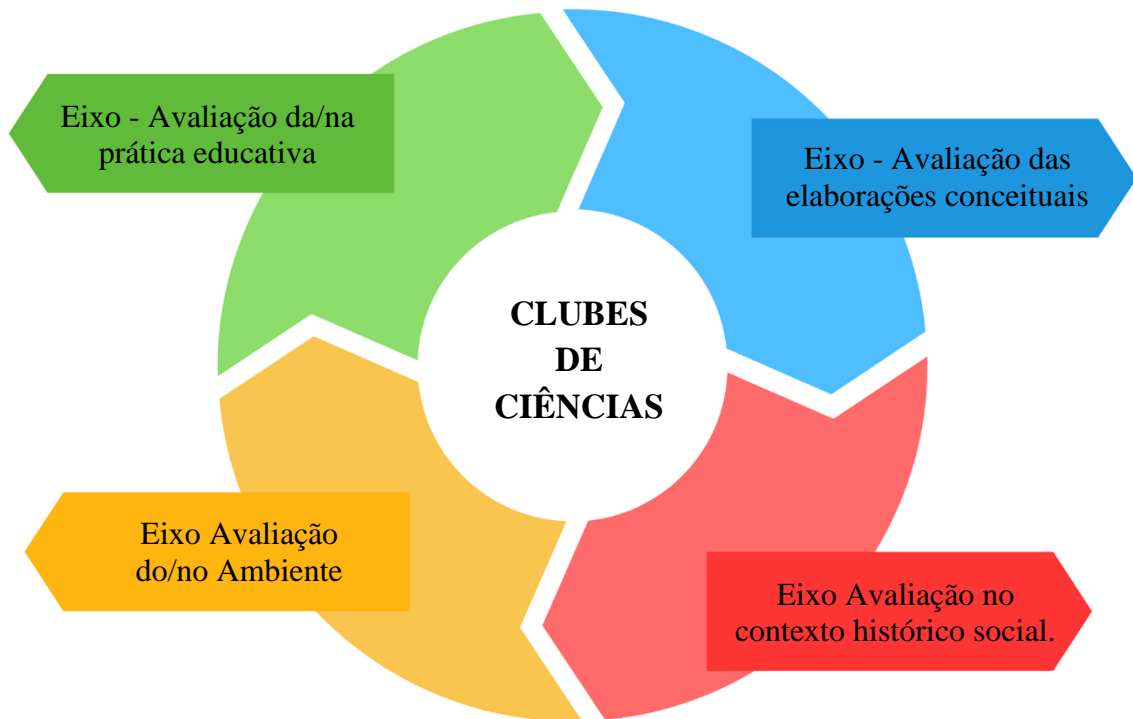 Eixo - Avaliação da/na
prática educativa
Eixo - Avaliação das
elaborações conceituais
CLUBES
DE
CIÊNCIAS
Eixo Avaliação
do/no Ambiente
Eixo Avaliação no
contexto histórico social.